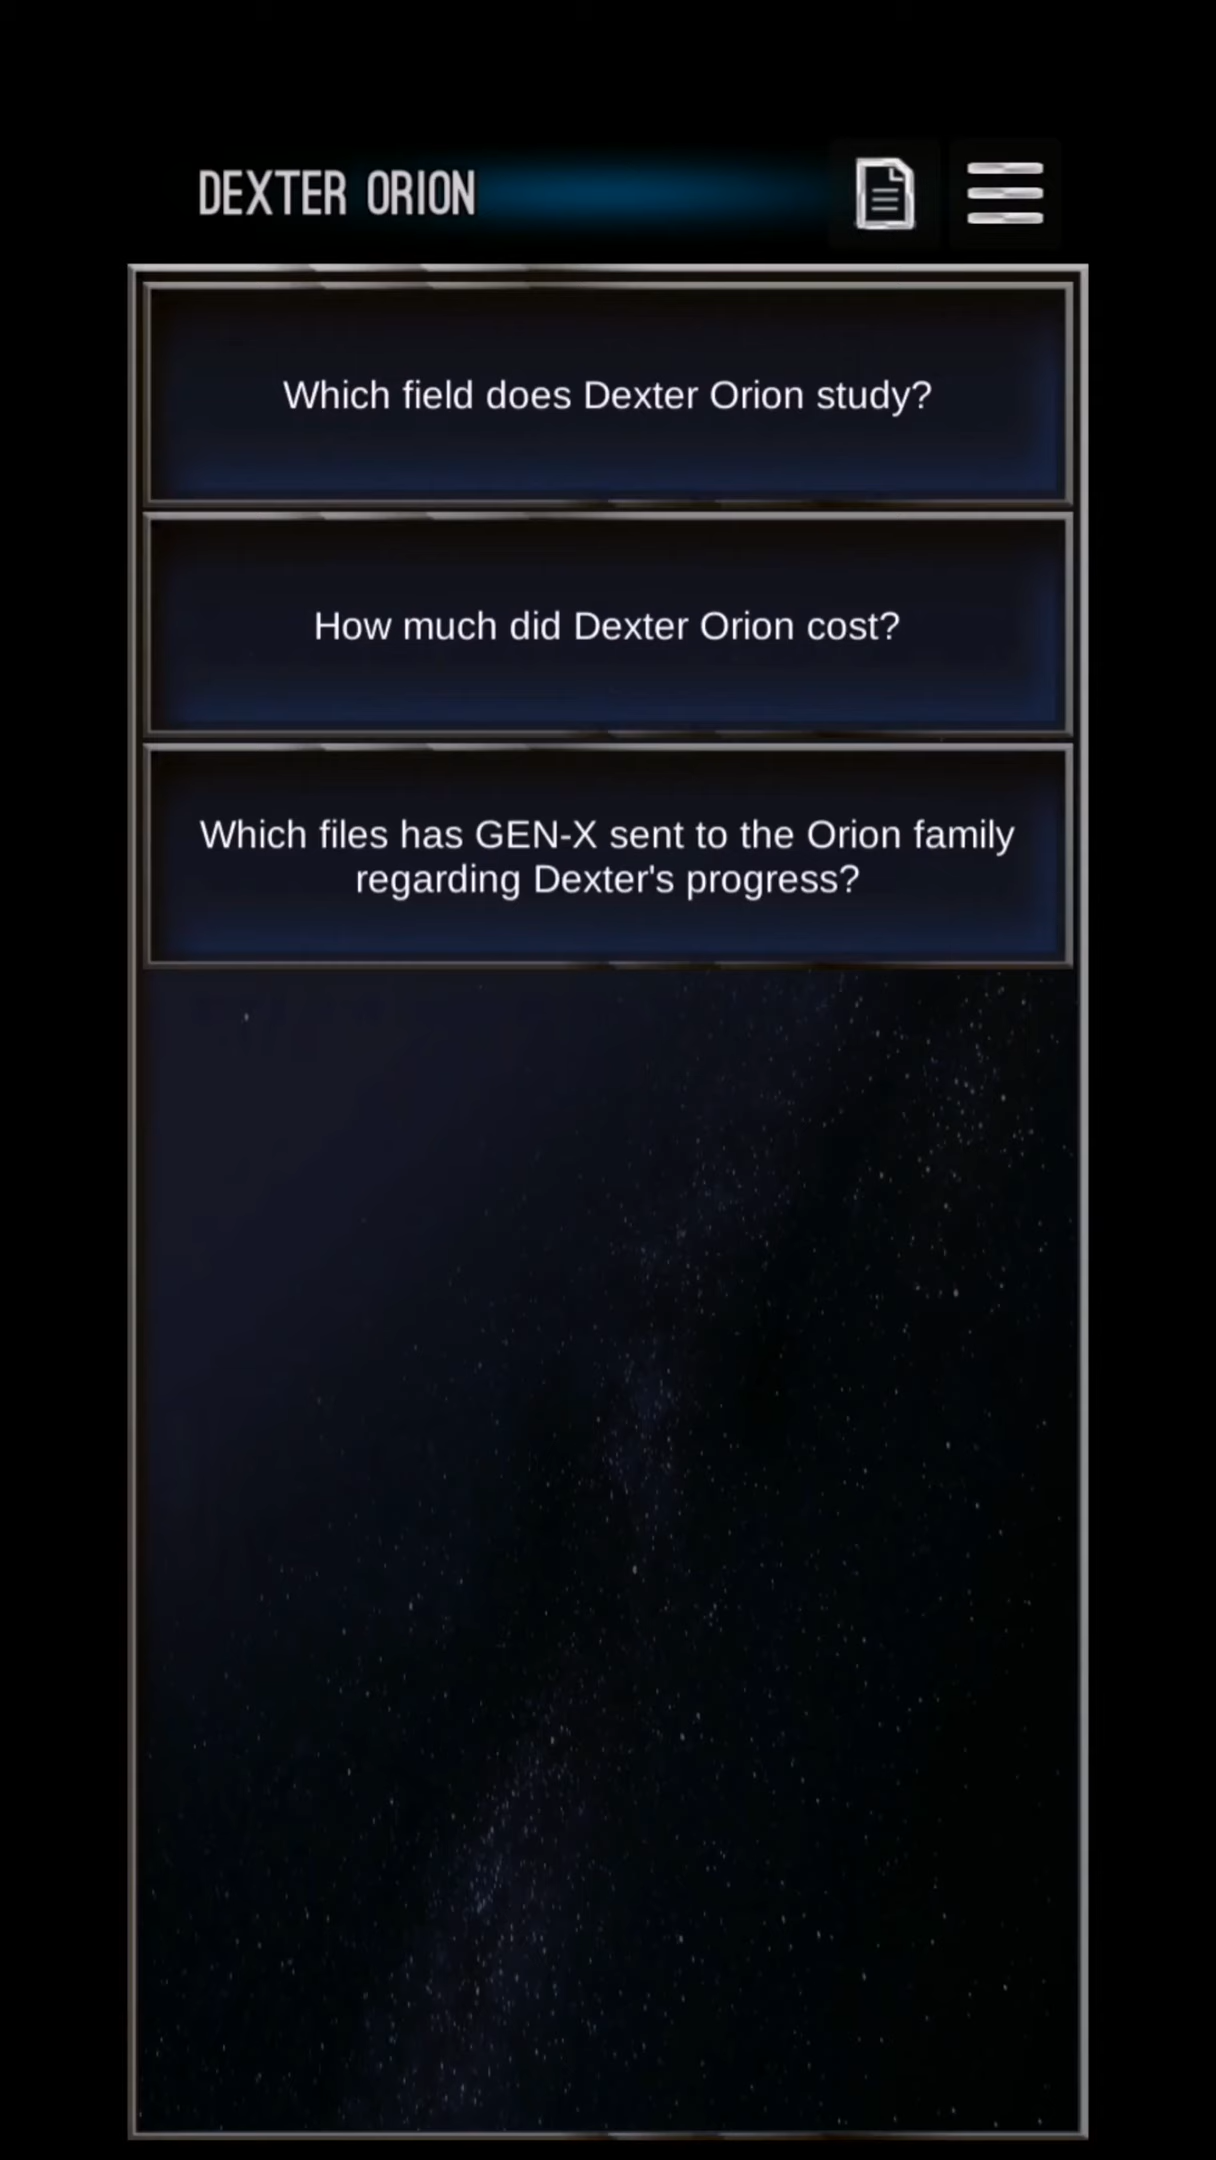 DEXTER ORION
Which field does Dexter Orion study?
How much did Dexter Orion cost?
Which files has GEN-X sent to the Orion family
regarding Dexter's progress?